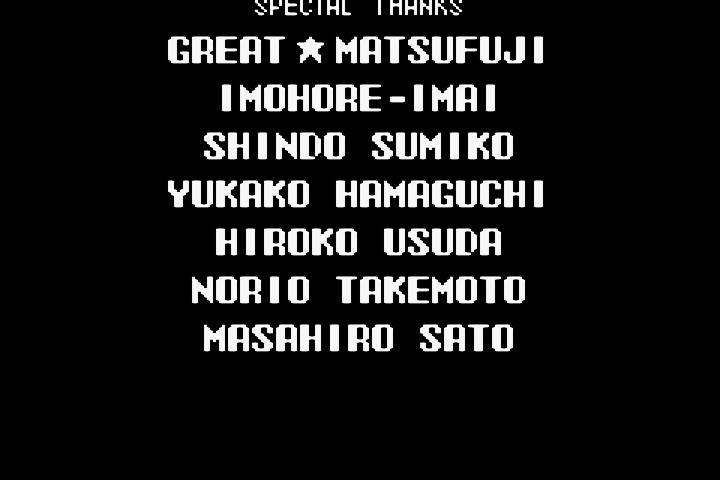 SPECIAL THANKS
GREAT★MATSUFUJI
IMOHORE-IMAI
SHINDO SUMIKO
YUKAKO HAMAGUCHI
HIROKO USUDA
NORIO TAKEMOTO
MASAHIRO SATO